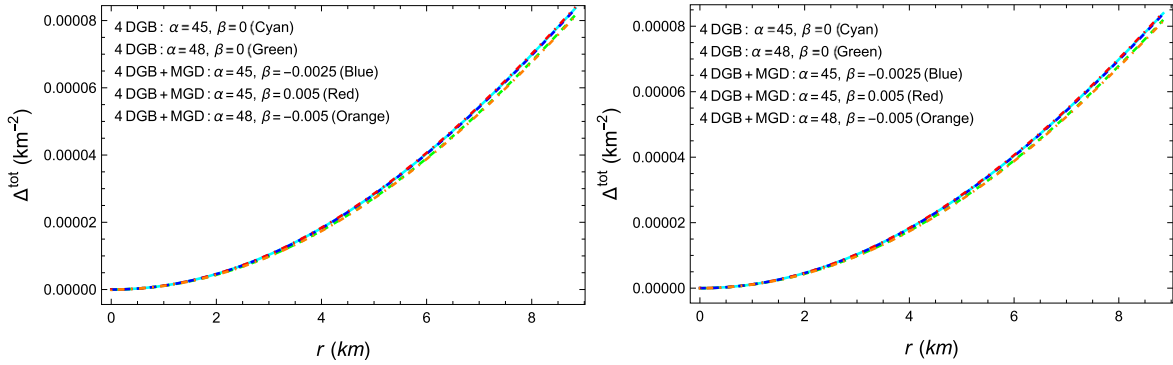 0.00008
0.00006
0.00004
0.00002
0.00000
Δ^tot (km^−2)
4 DGB: α=45, β=0 (Cyan)
4 DGB: α=48, β=0 (Green)
4 DGB+MGD: α=45, β=−0.0025 (Blue)
4 DGB+MGD: α=45, β=0.005 (Red)
4 DGB+MGD: α=48, β=−0.005 (Orange)
0 2 4 6 8
r (km)
0.00008
0.00006
0.00004
0.00002
0.00000
Δ^tot (km^−2)
4 DGB: α=45, β=0 (Cyan)
4 DGB: α=48, β=0 (Green)
4 DGB+MGD: α=45, β=−0.0025 (Blue)
4 DGB+MGD: α=45, β=0.005 (Red)
4 DGB+MGD: α=48, β=−0.005 (Orange)
0 2 4 6 8
r (km)